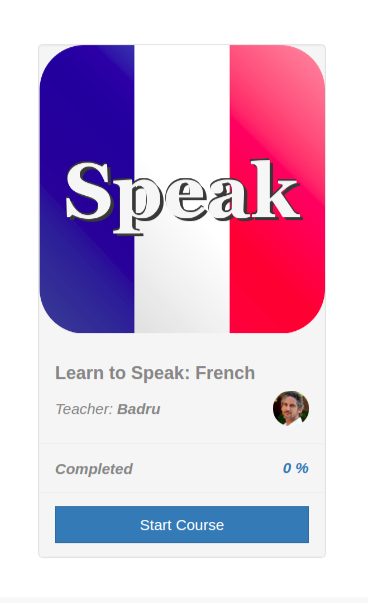 Speak
Learn to Speak: French
Teacher: Badru
Completed
0 %
Start Course